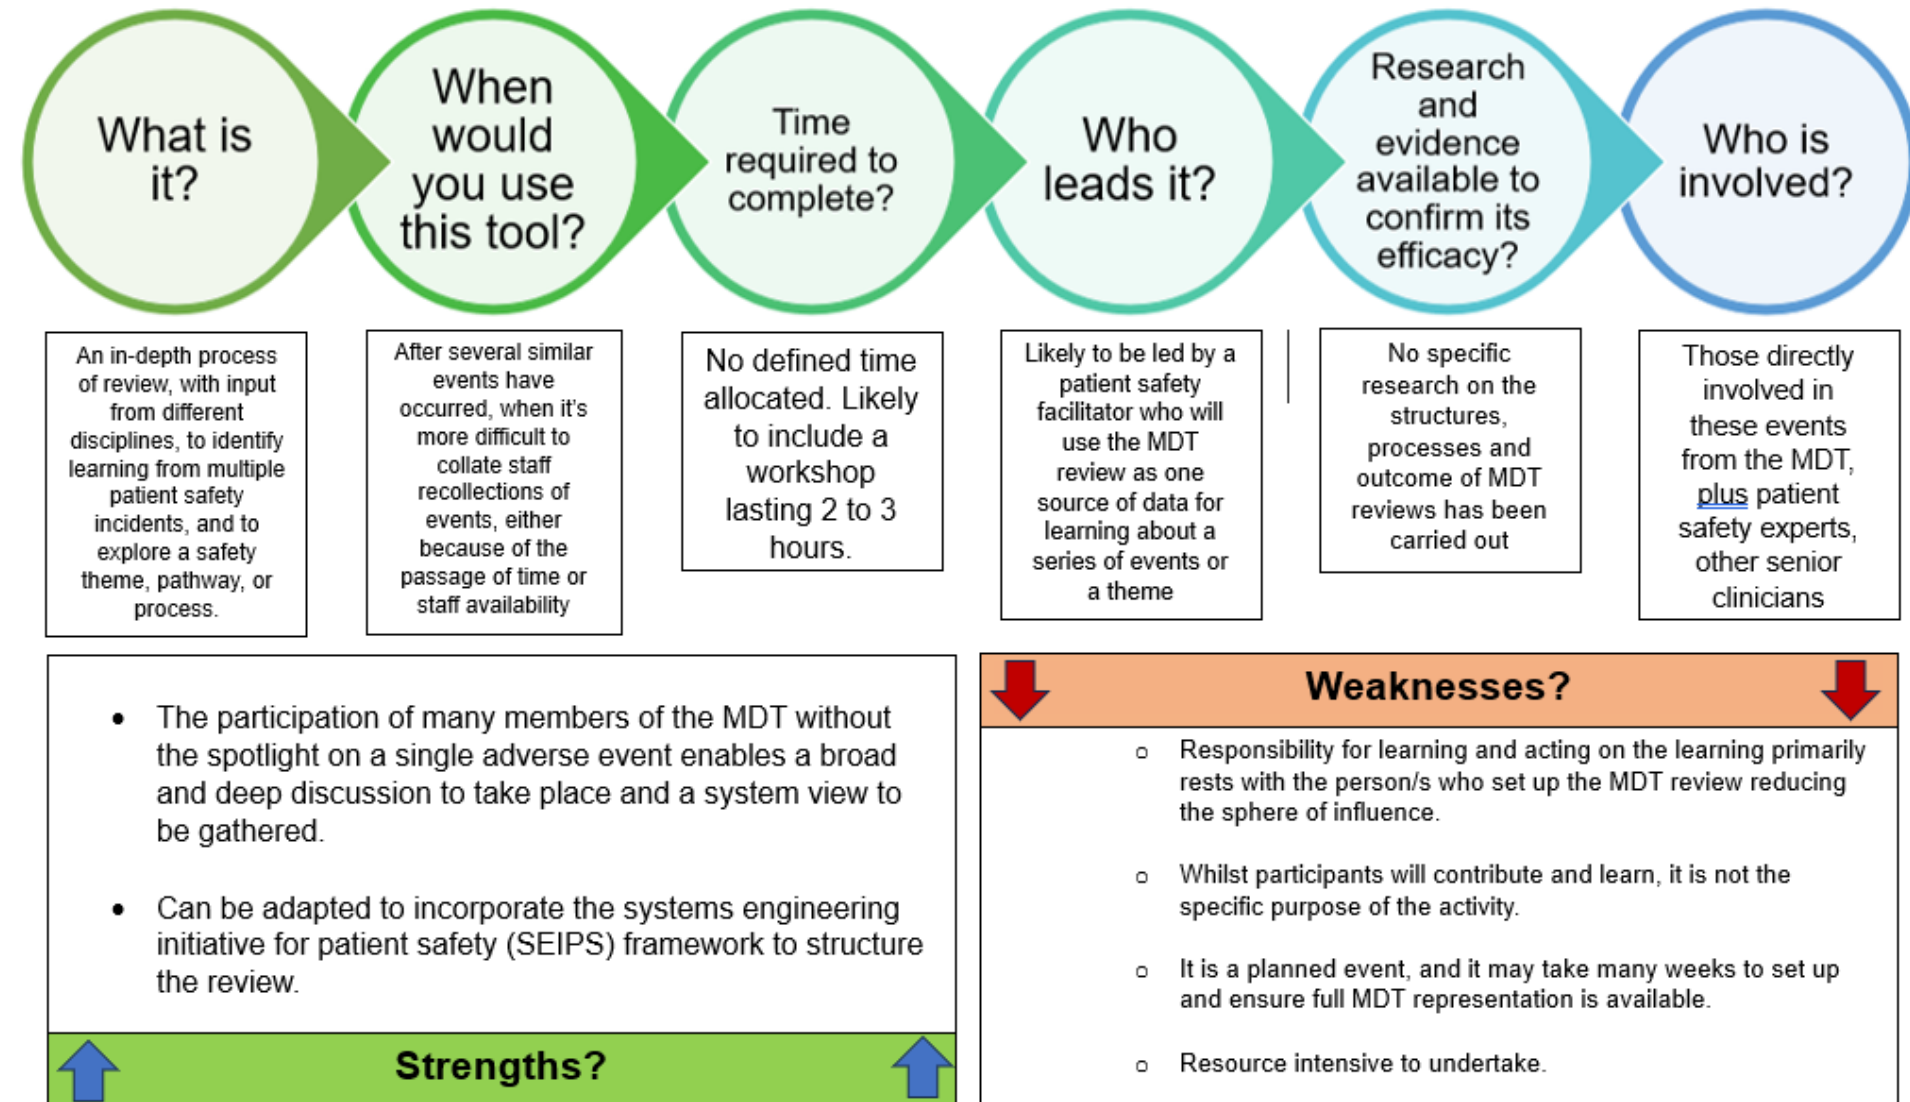 What is
it?
When
would
you use
this tool?
Time
required to
complete?
Who
leads it?
Research
and
evidence
available to
confirm its
efficacy?
Who is
involved?
An in-depth process
of review, with input
from different
disciplines, to identify
learning from multiple
patient safety
incidents, and to
explore a safety
theme, pathway, or
process.
After several similar
events have
occurred, when it's
more difficult to
collate staff
recollections of
events, either
because of the
passage of time or
staff availability
No defined time
allocated. Likely
to include a
workshop
lasting 2 to 3
hours.
Likely to be led by a
patient safety
facilitator who will
use the MDT
review as one
source of data for
learning about a
series of events or
a theme
No specific
research on the
structures,
processes and
outcome of MDT
reviews has been
carried out
Those directly
involved in
these events
from the MDT,
plus patient
safety experts,
other senior
clinicians
• The participation of many members of the MDT without
the spotlight on a single adverse event enables a broad
and deep discussion to take place and a system view to
be gathered.
• Can be adapted to incorporate the systems engineering
initiative for patient safety (SEIPS) framework to structure
the review.
Strengths?
Weaknesses?
o Responsibility for learning and acting on the learning primarily
rests with the person/s who set up the MDT review reducing
the sphere of influence.
o Whilst participants will contribute and learn, it is not the
specific purpose of the activity.
o It is a planned event, and it may take many weeks to set up
and ensure full MDT representation is available.
o Resource intensive to undertake.